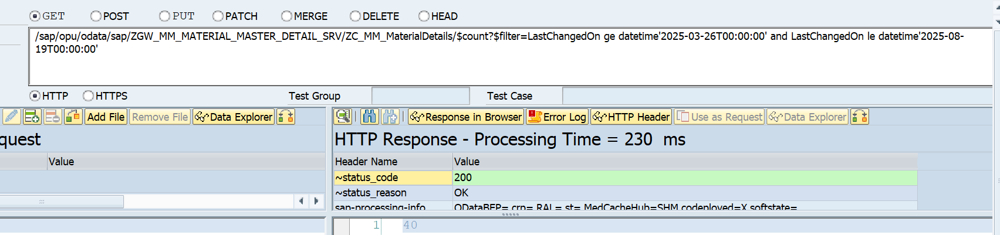 GET POST PUT PATCH MERGE DELETE HEAD
/sap/opu/odata/sap/ZGW_MM_MATERIAL_MASTER_DETAIL_SRV/ZC_MM_MaterialDetails/$count?$filter=LastChangedOn ge datetime'2025-03-26T00:00:00' and LastChangedOn le datetime'2025-08-
19T00:00:00'
HTTP HTTPS Test Group Test Case
Add File Remove File Data Explorer Response in Browser Error Log HTTP Header Use as Request Data Explorer
quest HTTP Response - Processing Time = 230 ms
Value Header Name Value
~status_code 200
~status_reason OK
sap-processing-info ODataBEP= crp= RAL= st= MedCacheHub=SHM codeployed=X softstate=
1 40